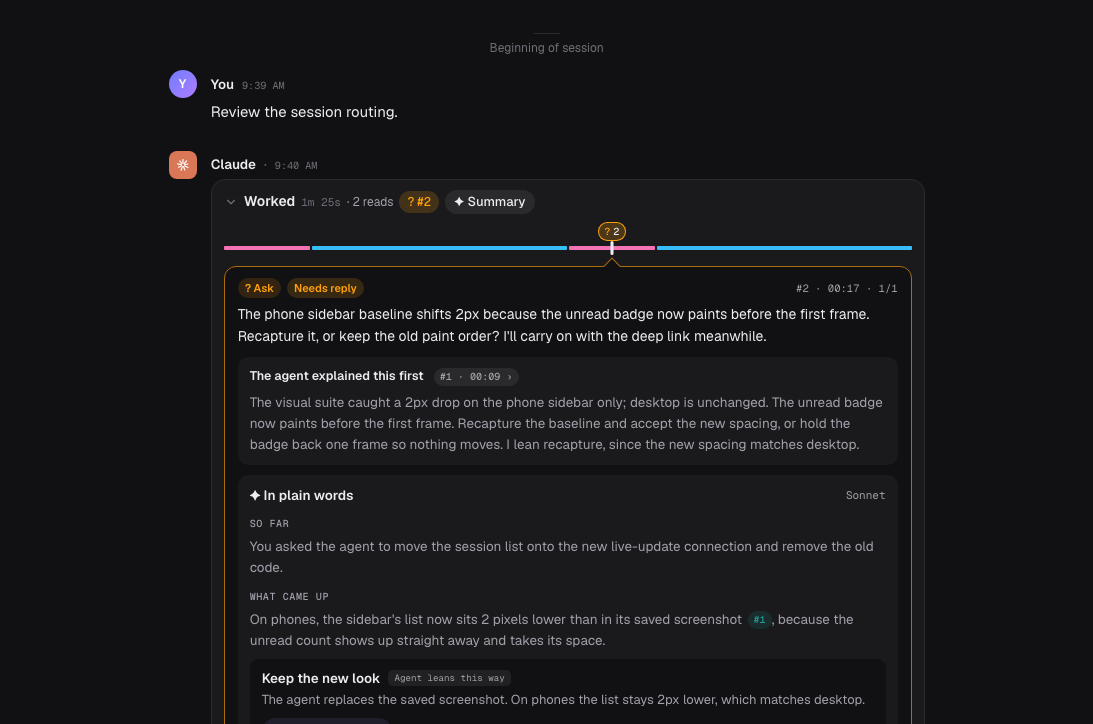 Beginning of session
Y
You 9:39 AM
Review the session routing.
Claude · 9:40 AM
Worked 1m 25s · 2 reads ? #2 ✦ Summary
? 2
? Ask Needs reply #2 · 00:17 · 1/1
The phone sidebar baseline shifts 2px because the unread badge now paints before the first frame.
Recapture it, or keep the old paint order? I'll carry on with the deep link meanwhile.
The agent explained this first #1 · 00:09 ›
The visual suite caught a 2px drop on the phone sidebar only; desktop is unchanged. The unread badge
now paints before the first frame. Recapture the baseline and accept the new spacing, or hold the
badge back one frame so nothing moves. I lean recapture, since the new spacing matches desktop.
✦ In plain words Sonnet
SO FAR
You asked the agent to move the session list onto the new live-update connection and remove the old
code.
WHAT CAME UP
On phones, the sidebar's list now sits 2 pixels lower than in its saved screenshot #1, because the
unread count shows up straight away and takes its space.
Keep the new look Agent leans this way
The agent replaces the saved screenshot. On phones the list stays 2px lower, which matches desktop.